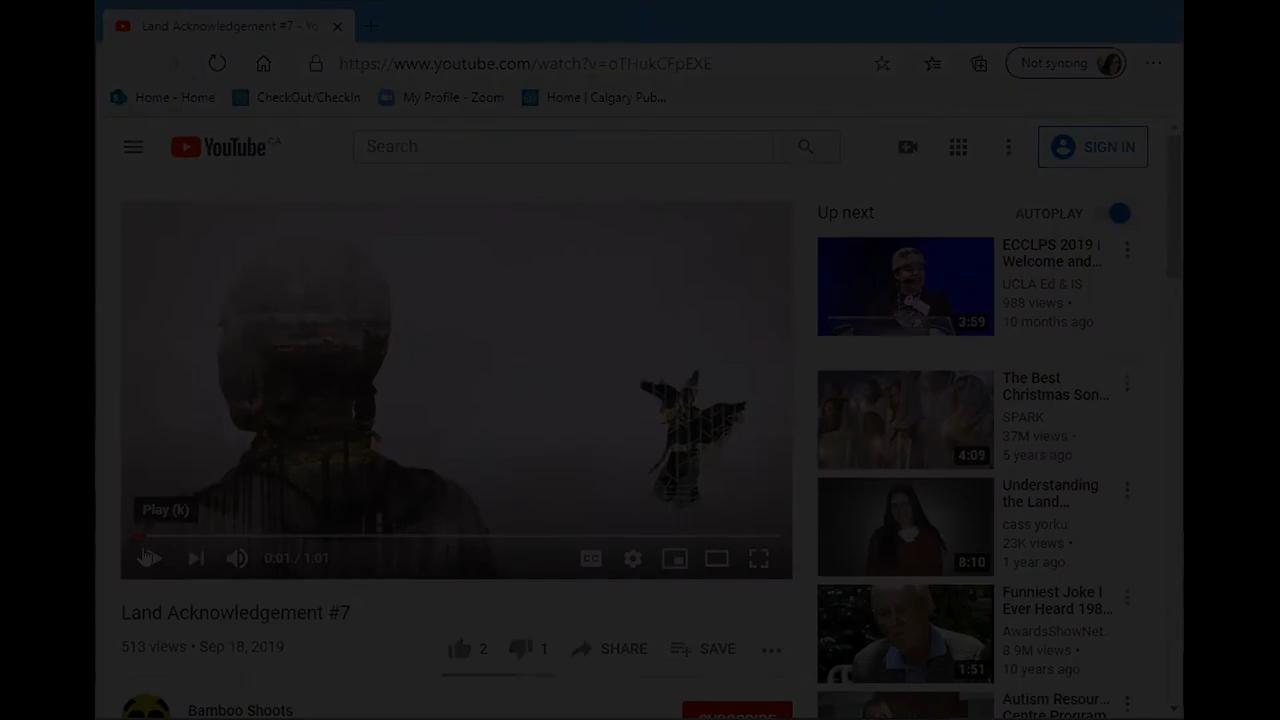 Land Acknowledgement #7 - Yo
https://www.youtube.com/watch?v=oTHukCFpEXE
Not syncing
Home - Home
CheckOut/CheckIn
My Profile - Zoom
Home | Calgary Pub...
YouTube CA
Search
SIGN IN
Up next
AUTOPLAY
ECCLPS 2019 |
Welcome and...
UCLA Ed & IS
988 views •
10 months ago
3:59
The Best
Christmas Son...
SPARK
37M views •
5 years ago
4:09
Understanding
the Land...
cass yorku
23K views •
1 year ago
8:10
Funniest Joke I
Ever Heard 198...
AwardsShowNet.
8.9M views •
10 years ago
1:51
Autism Resour...
Centre Program
Play (k)
0:01 / 1:01
CC
Land Acknowledgement #7
513 views • Sep 18, 2019
2
1
SHARE
SAVE
Bamboo Shoots
SUBSCRIBE